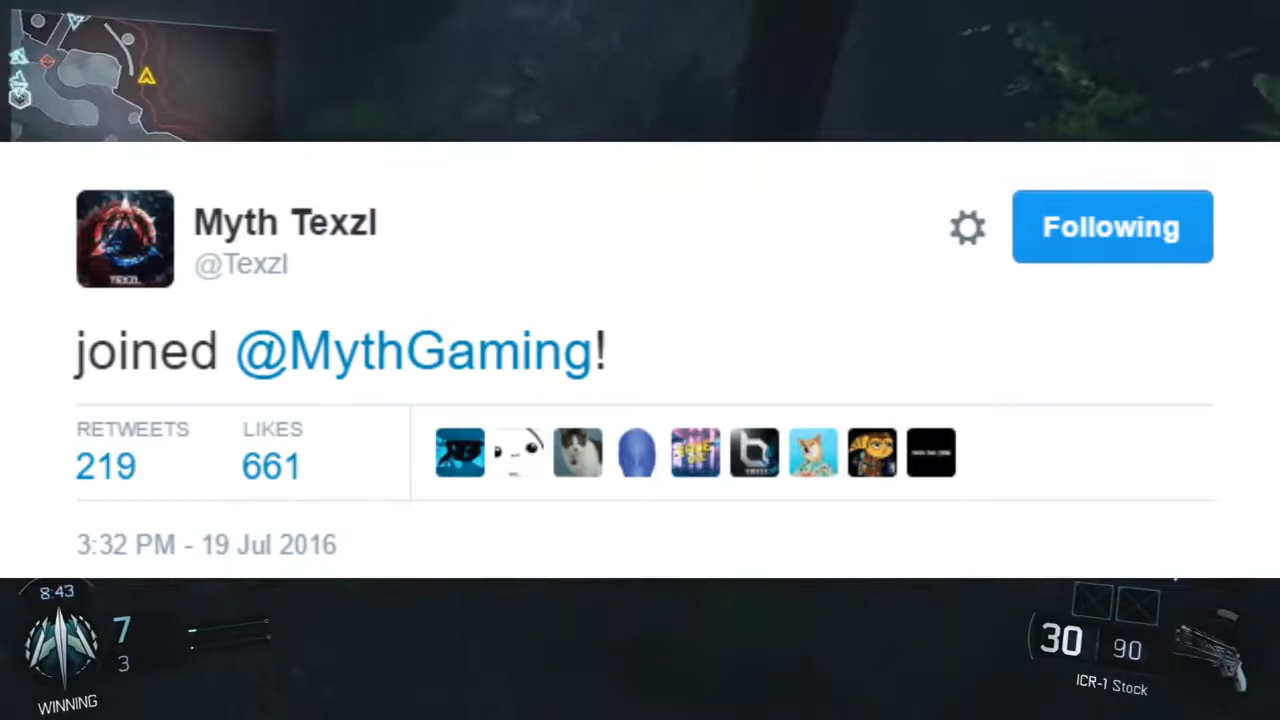 Myth Texzl
@Texzl
Following
joined @MythGaming!
RETWEETS
219
LIKES
661
3:32 PM - 19 Jul 2016
8:43
7
3
WINNING
30
90
ICR-1 Stock